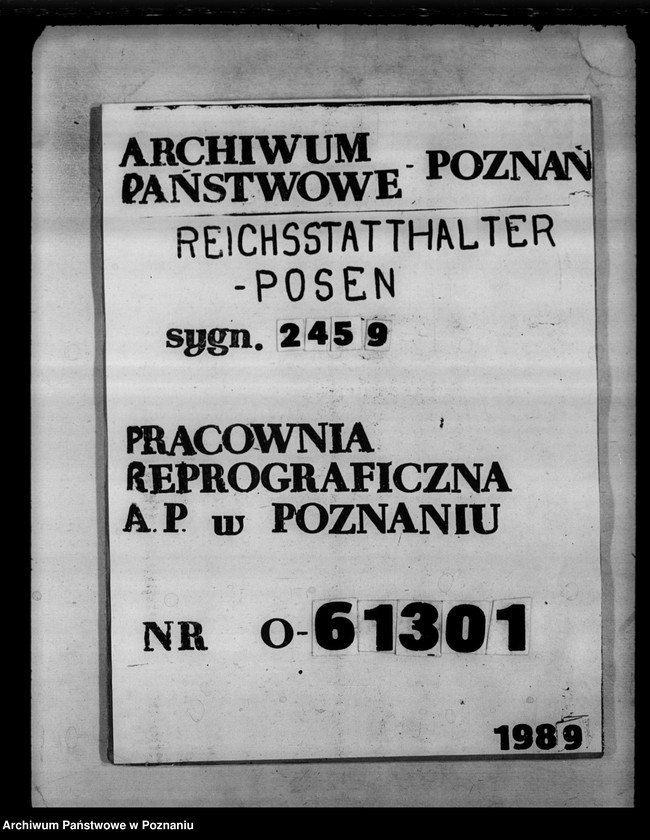 ARCHIWUM
PAŃSTWOWE - POZNAŃ
REICHSSTATTHALTER
-POSEN
sygn. 2459
PRACOWNIA
REPROGRAFICZNA
A.P. w POZNANIU
NR O-61301
1989
Archiwum Państwowe w Poznaniu